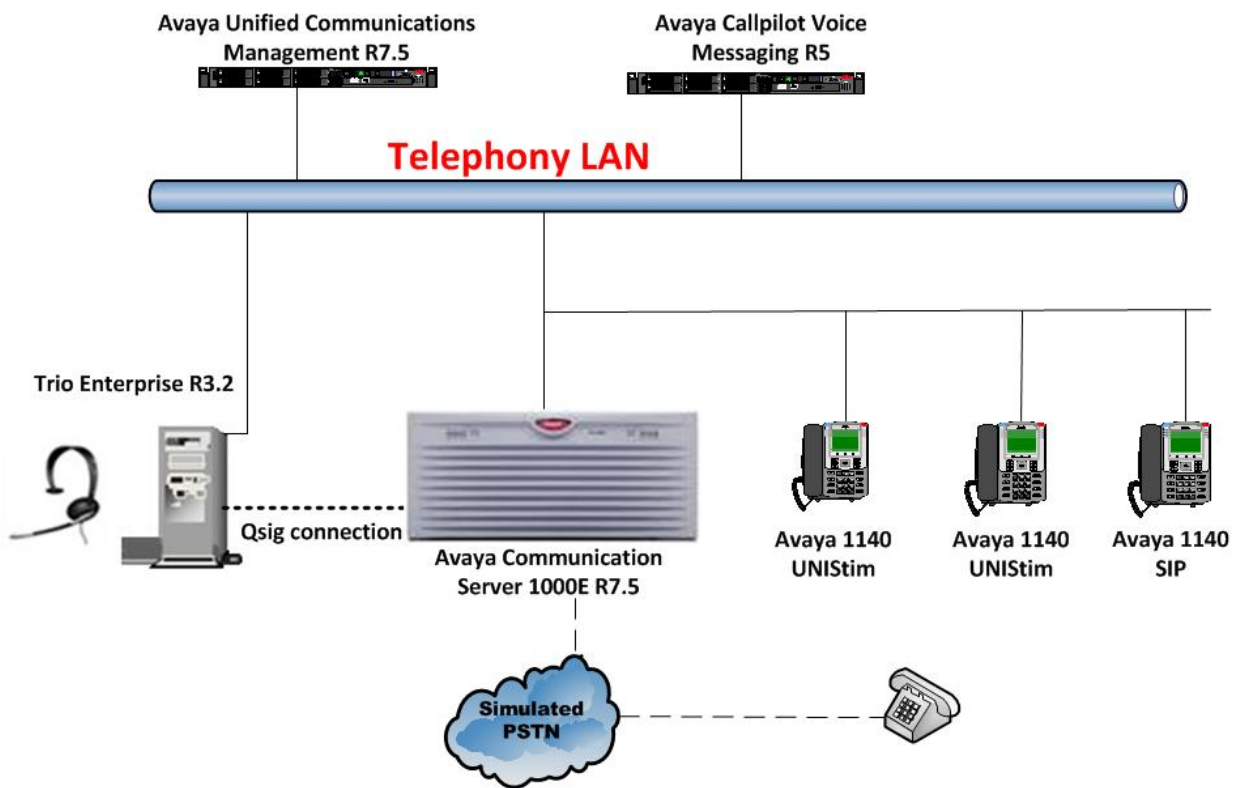 Avaya Unified Communications
Management R7.5
Avaya Callpilot Voice
Messaging R5
Telephony LAN
Trio Enterprise R3.2
Qsig connection
Avaya Communication
Server 1000E R7.5
Avaya 1140
UNIStim
Avaya 1140
UNIStim
Avaya 1140
SIP
Simulated
PSTN